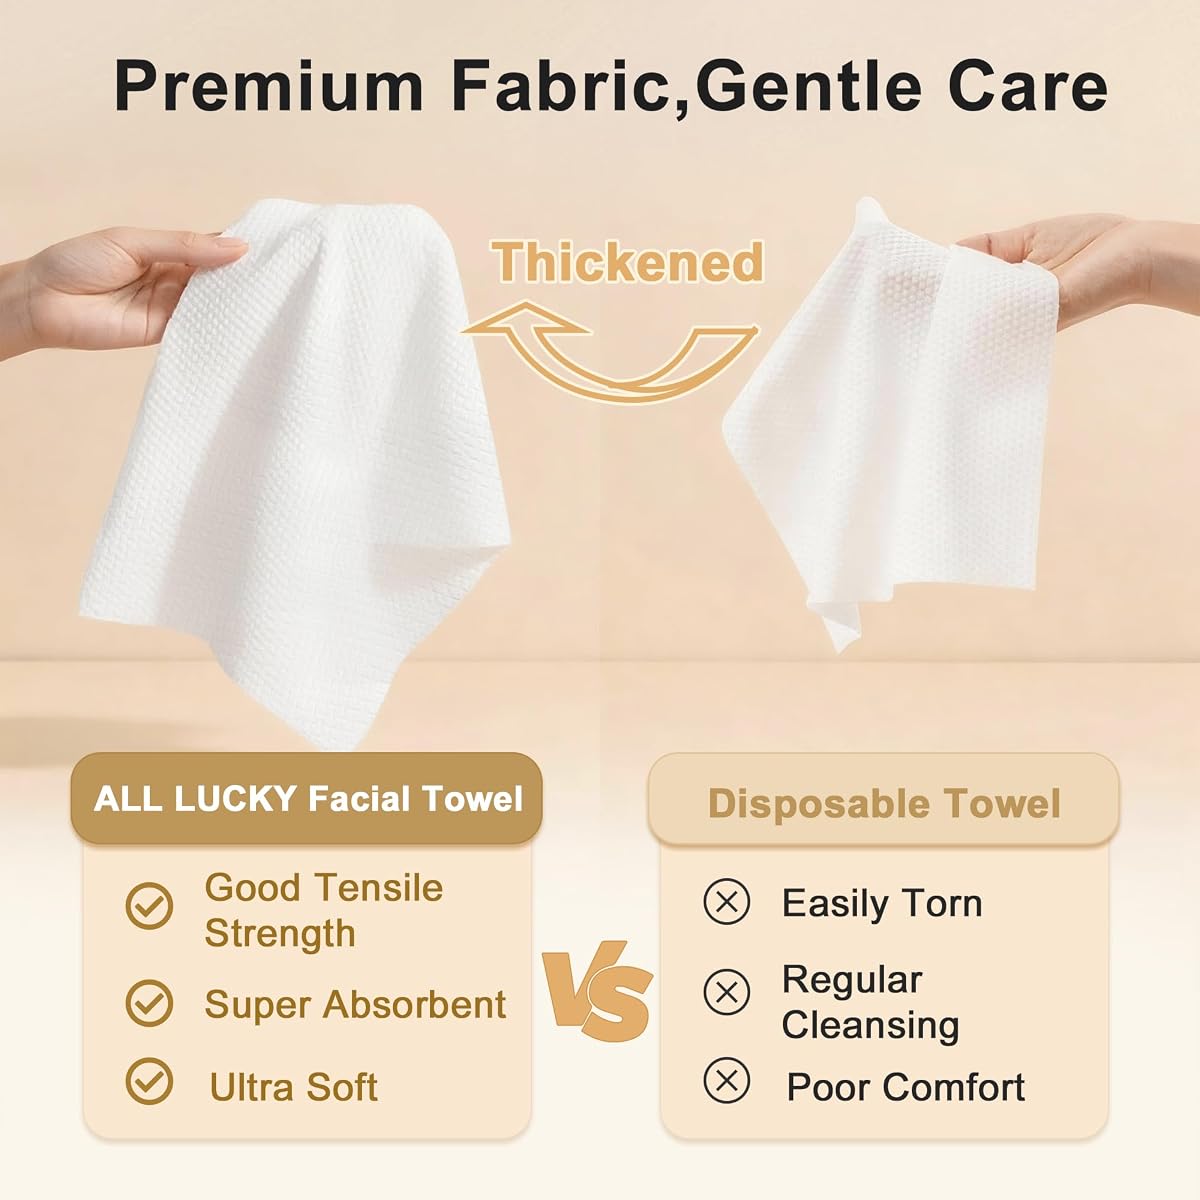 Premium Fabric,Gentle Care
Thickened
ALL LUCKY Facial Towel
Good Tensile
Strength
Super Absorbent
Ultra Soft
VS
Disposable Towel
Easily Torn
Regular
Cleansing
Poor Comfort